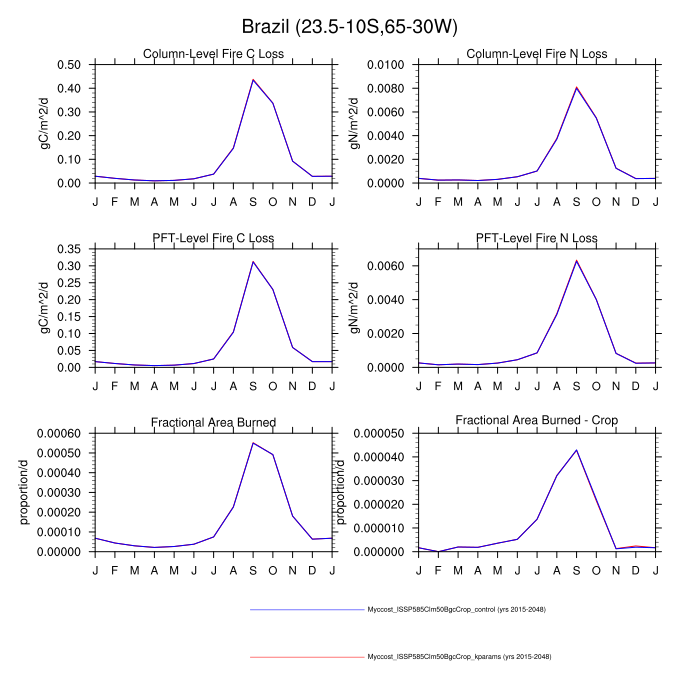 Brazil (23.5-10S,65-30W)
Column-Level Fire C Loss
gC/m^2/d
0.50
0.40
0.30
0.20
0.10
0.00
J F M A M J J A S O N D J
Column-Level Fire N Loss
gN/m^2/d
0.0100
0.0080
0.0060
0.0040
0.0020
0.0000
J F M A M J J A S O N D J
PFT-Level Fire C Loss
gC/m^2/d
0.35
0.30
0.25
0.20
0.15
0.10
0.05
0.00
J F M A M J J A S O N D J
PFT-Level Fire N Loss
gN/m^2/d
0.0060
0.0040
0.0020
0.0000
J F M A M J J A S O N D J
Fractional Area Burned
proportion/d
0.00060
0.00050
0.00040
0.00030
0.00020
0.00010
0.00000
J F M A M J J A S O N D J
Fractional Area Burned - Crop
proportion/d
0.000050
0.000040
0.000030
0.000020
0.000010
0.000000
J F M A M J J A S O N D J
Myccost_ISSP585Clm50BgcCrop_control (yrs 2015-2048)
Myccost_ISSP585Clm50BgcCrop_kparams (yrs 2015-2048)